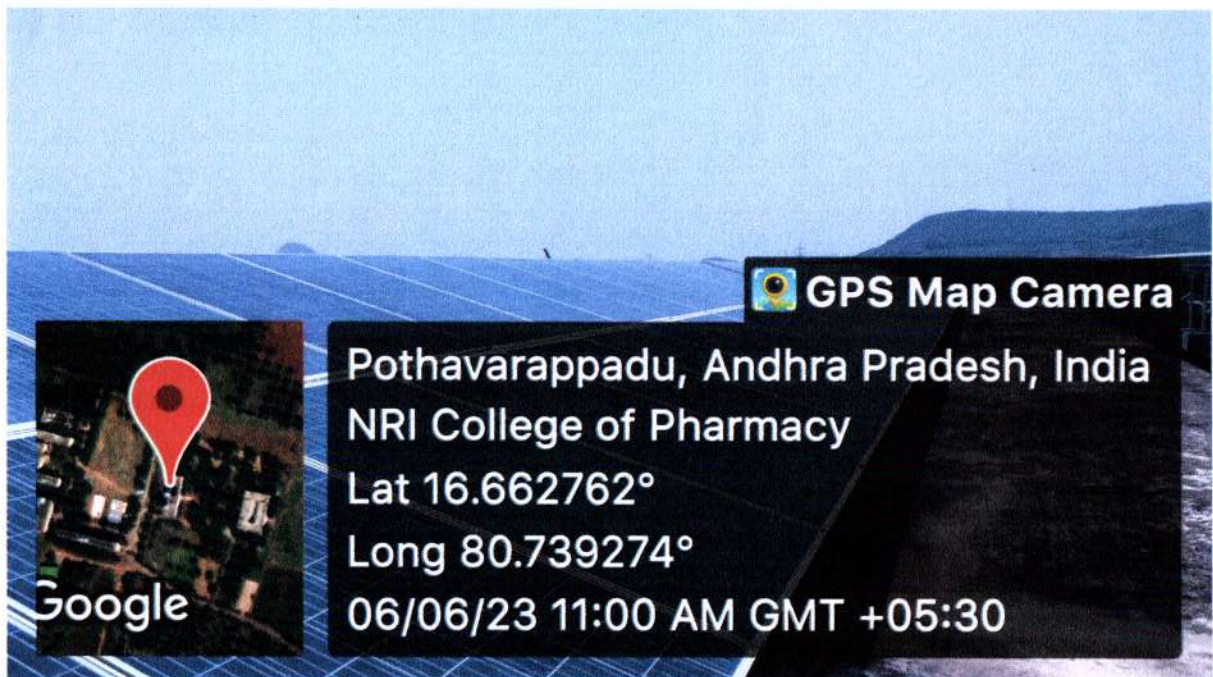 GPS Map Camera
Pothavarappadu, Andhra Pradesh, India
NRI College of Pharmacy
Lat 16.662762°
Long 80.739274°
06/06/23 11:00 AM GMT +05:30
Google